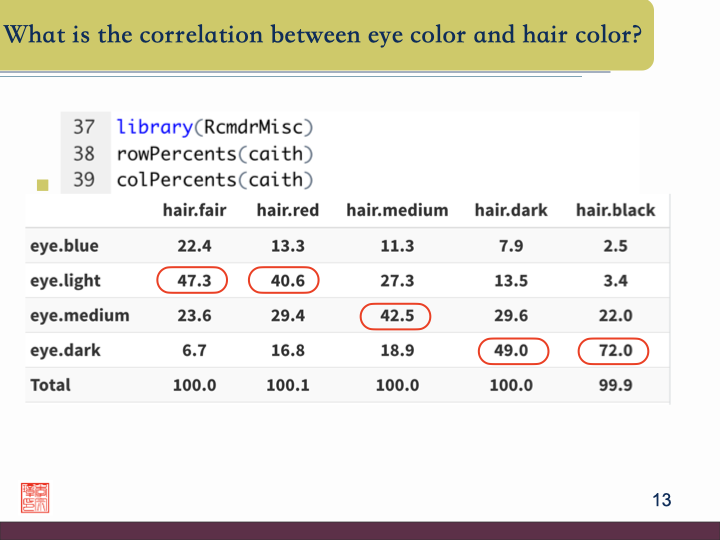 What is the correlation between eye color and hair color?
37 library(RcmdrMisc)
38 rowPercents(caith)
39 colPercents(caith)
hair.fair hair.red hair.medium hair.dark hair.black
eye.blue 22.4 13.3 11.3 7.9 2.5
eye.light 47.3 40.6 27.3 13.5 3.4
eye.medium 23.6 29.4 42.5 29.6 22.0
eye.dark 6.7 16.8 18.9 49.0 72.0
Total 100.0 100.1 100.0 100.0 99.9
13